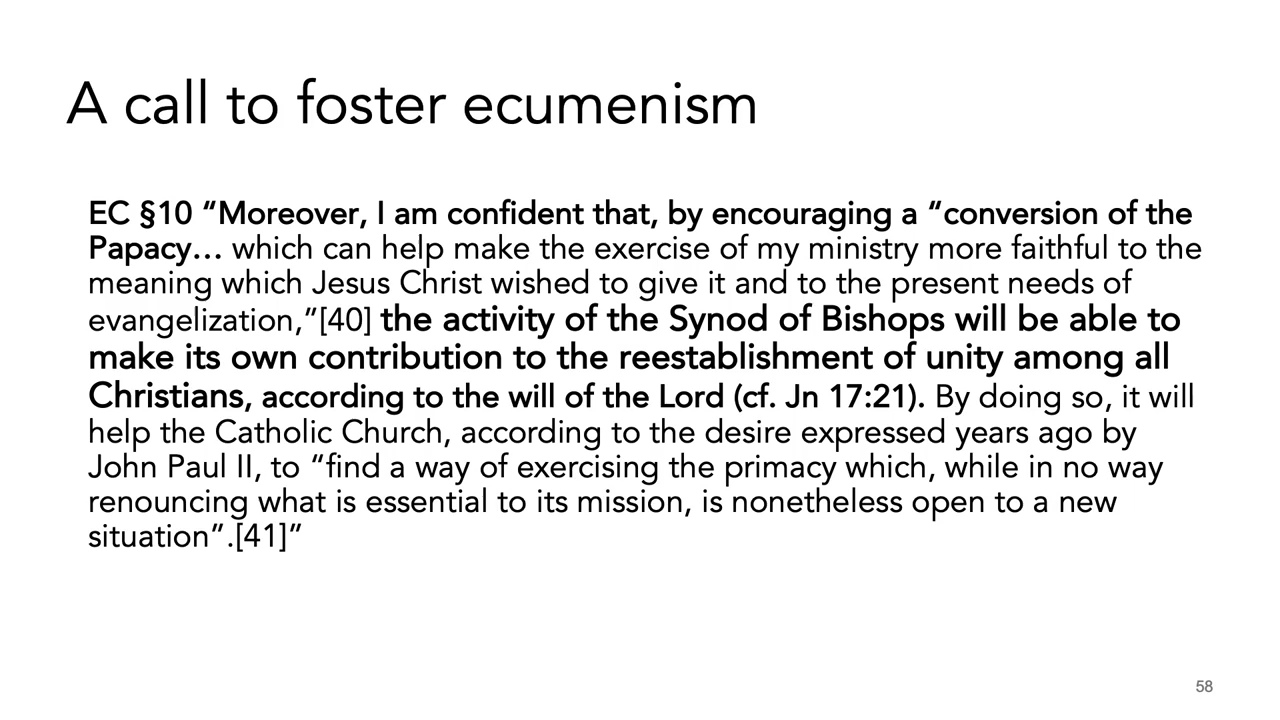 A call to foster ecumenism
EC §10 “Moreover, I am confident that, by encouraging a “conversion of the
Papacy… which can help make the exercise of my ministry more faithful to the
meaning which Jesus Christ wished to give it and to the present needs of
evangelization,”[40] the activity of the Synod of Bishops will be able to
make its own contribution to the reestablishment of unity among all
Christians, according to the will of the Lord (cf. Jn 17:21). By doing so, it will
help the Catholic Church, according to the desire expressed years ago by
John Paul II, to “find a way of exercising the primacy which, while in no way
renouncing what is essential to its mission, is nonetheless open to a new
situation”.[41]”
58